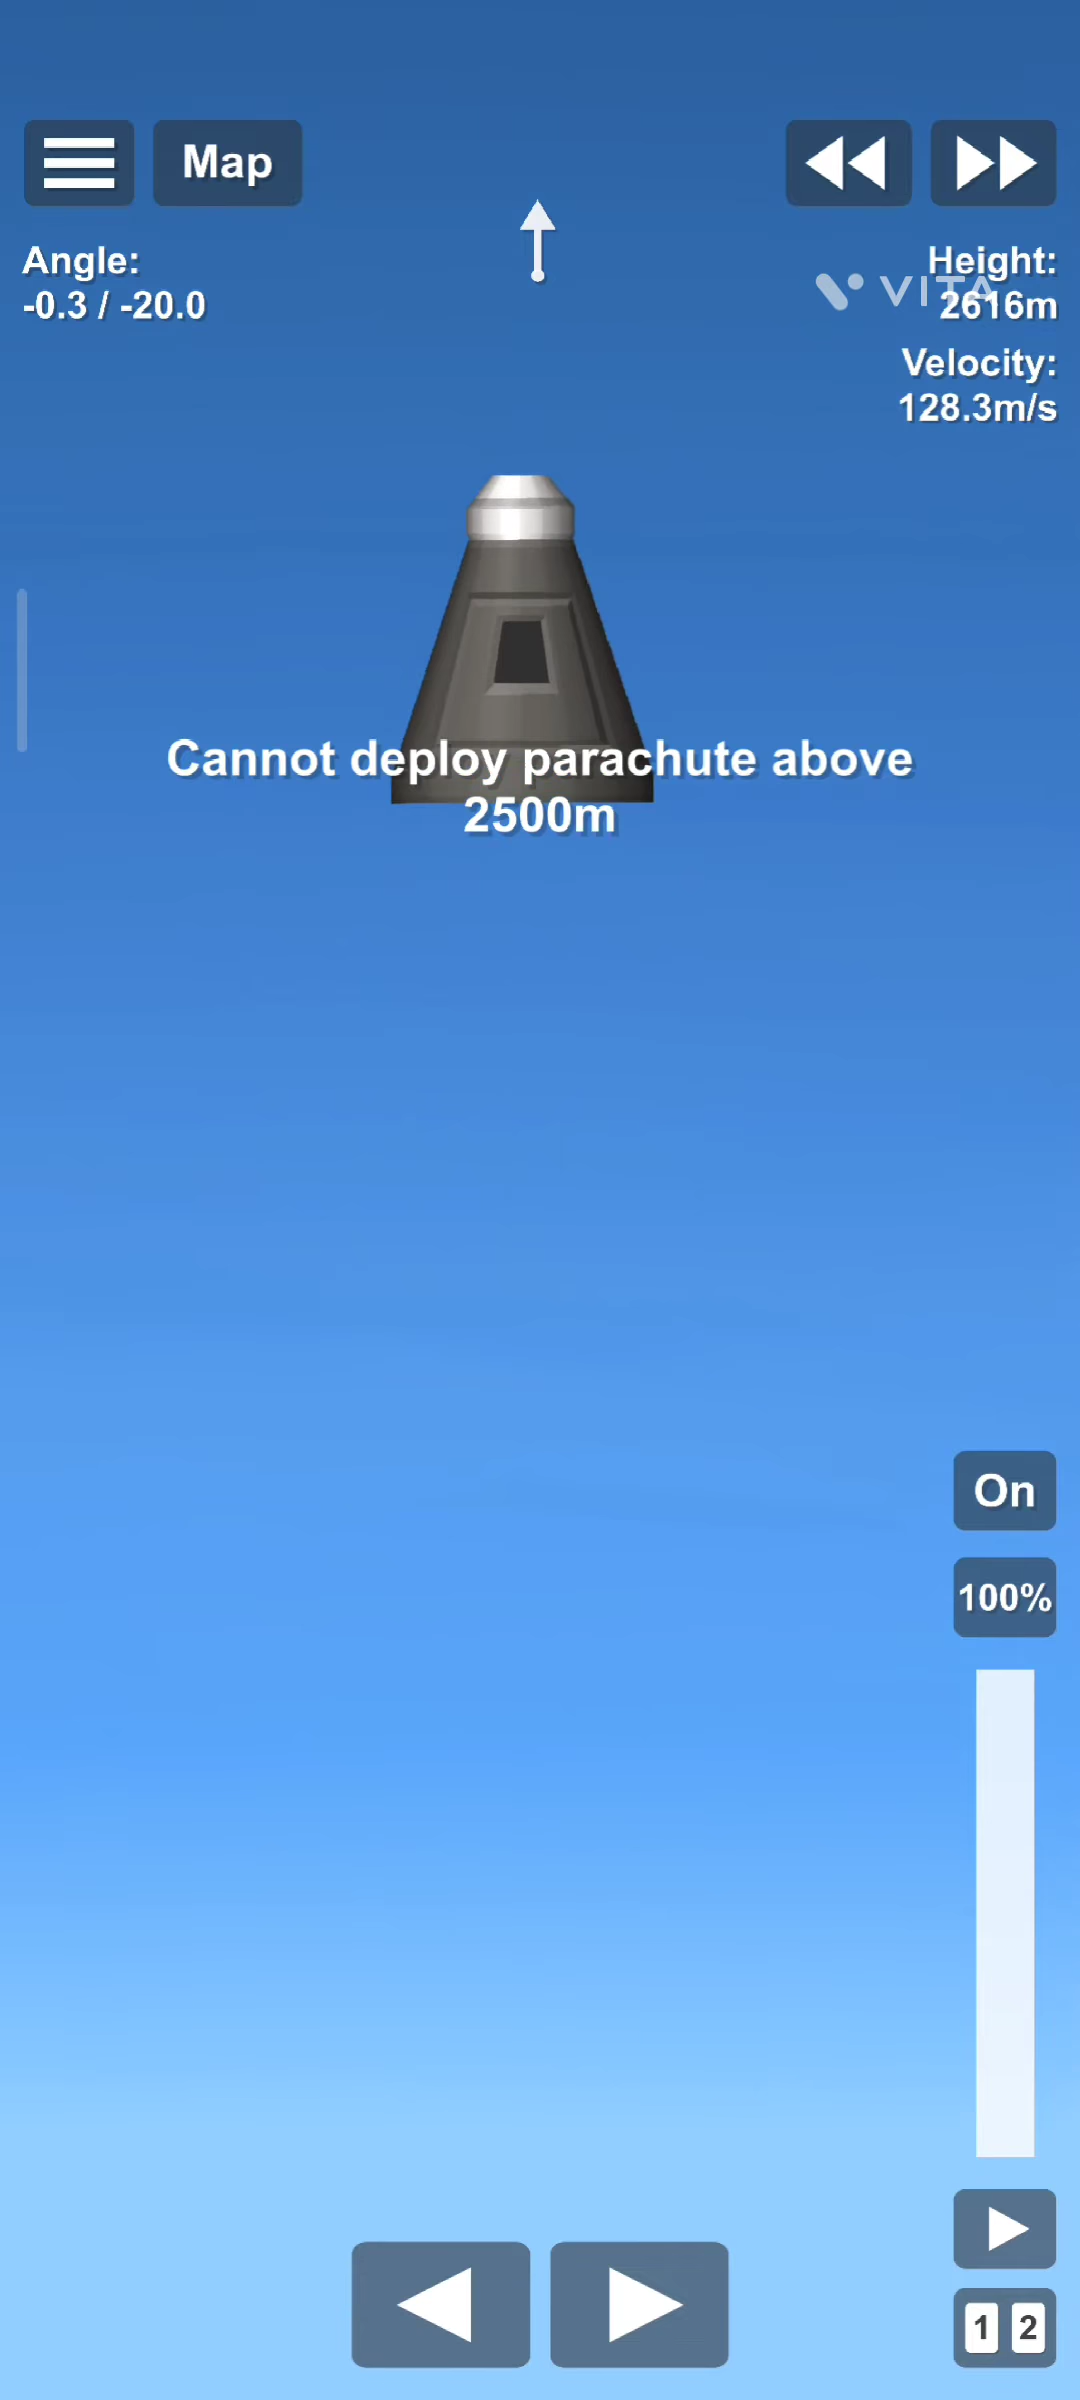 Map
Angle:
-0.3 / -20.0
Height:
2616m
VITA
Velocity:
128.3m/s
Cannot deploy parachute above
2500m
On
100%
1 2